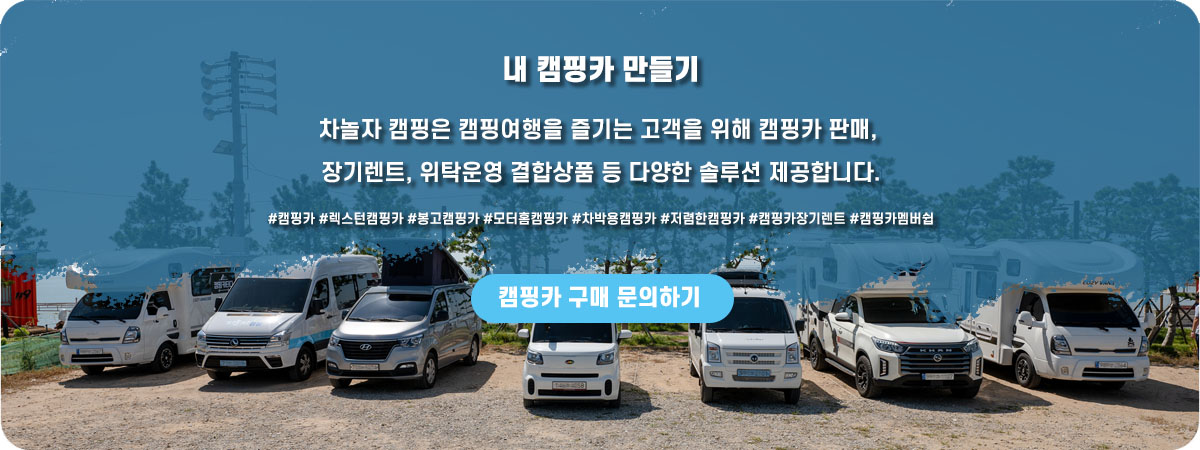 내 캠핑카 만들기
차놀자 캠핑은 캠핑여행을 즐기는 고객을 위해 캠핑카 판매,
장기렌트, 위탁운영 결합상품 등 다양한 솔루션 제공합니다.
#캠핑카 #렉스턴캠핑카 #봉고캠핑카 #모터홈캠핑카 #차박용캠핑카 #저렴한캠핑카 #캠핑카장기렌트 #캠핑카멤버쉽
캠핑카 구매 문의하기
KHAN